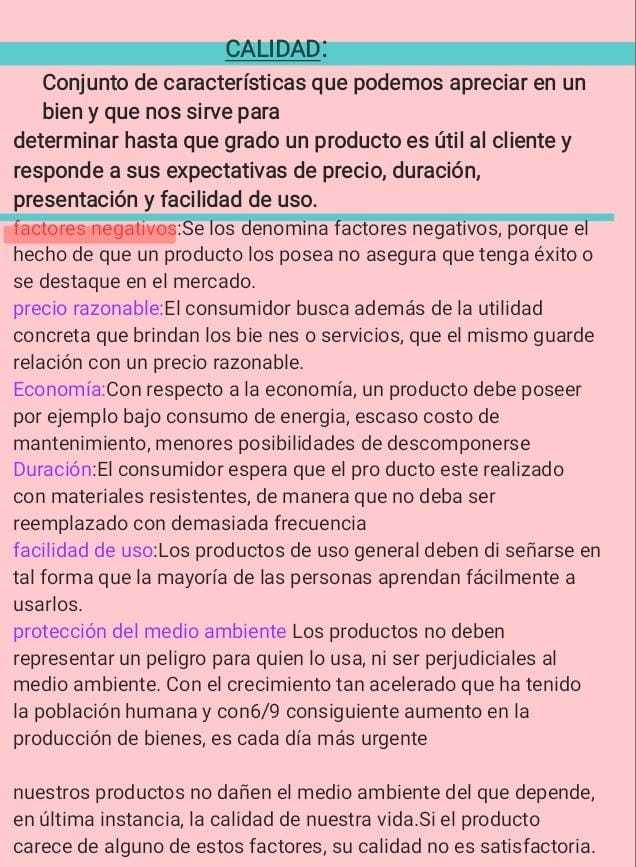 CALIDAD:
Conjunto de características que podemos apreciar en un
bien y que nos sirve para
determinar hasta que grado un producto es útil al cliente y
responde a sus expectativas de precio, duración,
presentación y facilidad de uso.
factores negativos:Se los denomina factores negativos, porque el
hecho de que un producto los posea no asegura que tenga éxito o
se destaque en el mercado.
precio razonable:El consumidor busca además de la utilidad
concreta que brindan los bie nes o servicios, que el mismo guarde
relación con un precio razonable.
Economía:Con respecto a la economía, un producto debe poseer
por ejemplo bajo consumo de energia, escaso costo de
mantenimiento, menores posibilidades de descomponerse
Duración:El consumidor espera que el pro ducto este realizado
con materiales resistentes, de manera que no deba ser
reemplazado con demasiada frecuencia
facilidad de uso:Los productos de uso general deben di señarse en
tal forma que la mayoría de las personas aprendan fácilmente a
usarlos.
protección del medio ambiente Los productos no deben
representar un peligro para quien lo usa, ni ser perjudiciales al
medio ambiente. Con el crecimiento tan acelerado que ha tenido
la población humana y con6/9 consiguiente aumento en la
producción de bienes, es cada día más urgente
nuestros productos no dañen el medio ambiente del que depende,
en última instancia, la calidad de nuestra vida.Si el producto
carece de alguno de estos factores, su calidad no es satisfactoria.